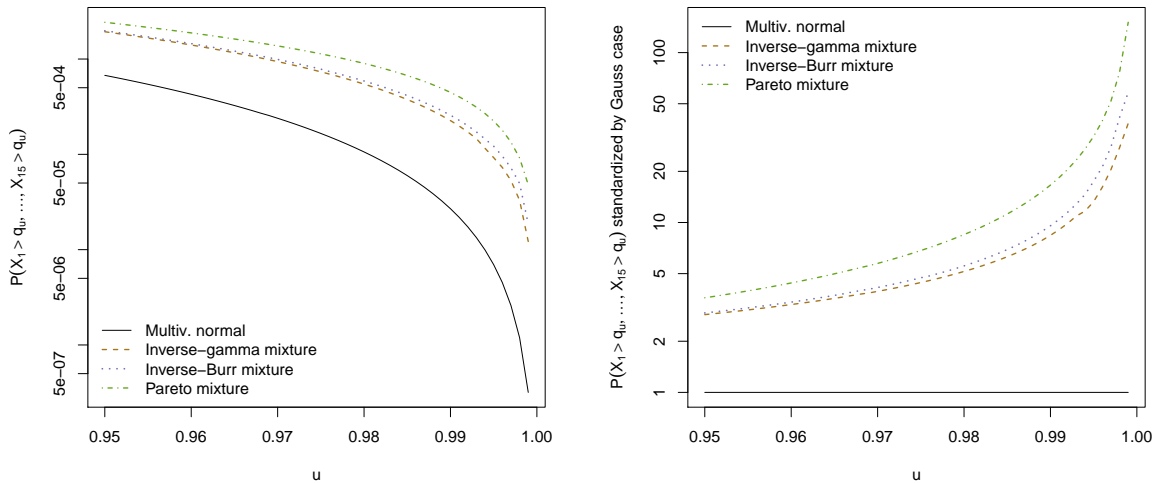 P(X₁ > qᵤ, ..., X₁₅ > qᵤ)
5e−04
5e−05
5e−06
5e−07
Multiv. normal
Inverse−gamma mixture
Inverse−Burr mixture
Pareto mixture
0.95 0.96 0.97 0.98 0.99 1.00
u
P(X₁ > qᵤ, ..., X₁₅ > qᵤ) standardized by Gauss case
100
50
20
10
5
2
1
Multiv. normal
Inverse−gamma mixture
Inverse−Burr mixture
Pareto mixture
0.95 0.96 0.97 0.98 0.99 1.00
u